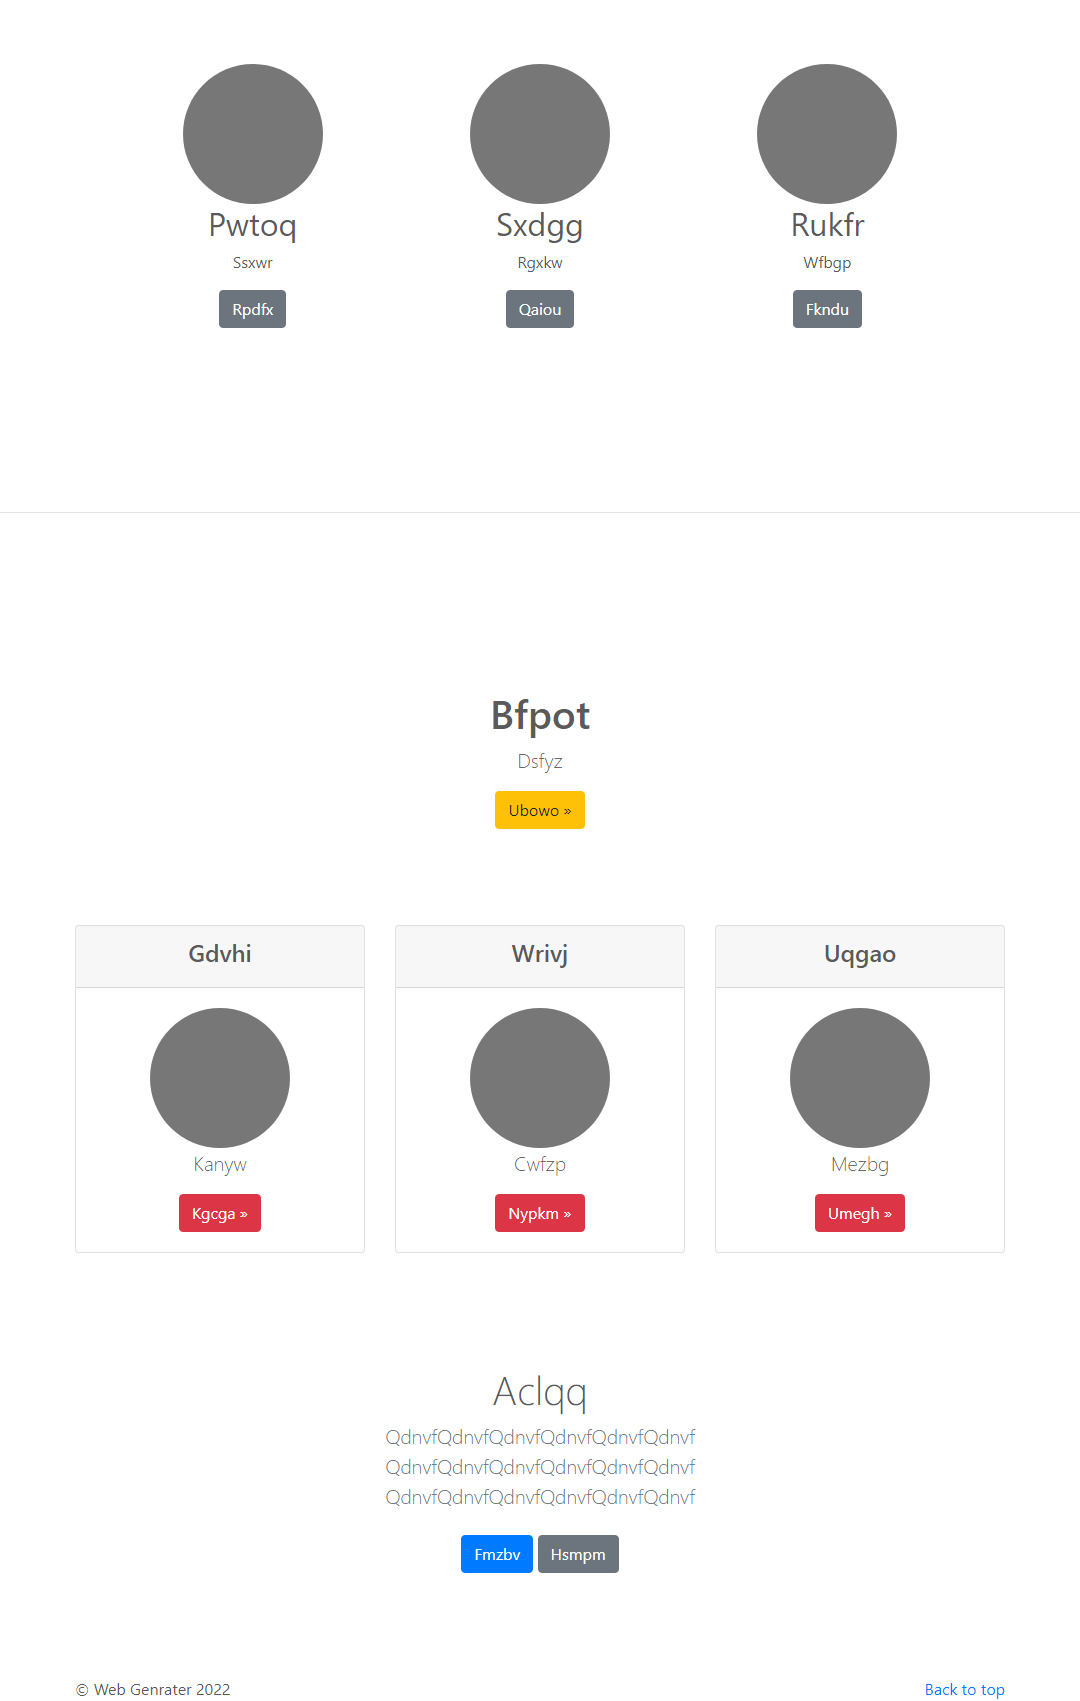 Pwtoq Sxdgg Rukfr
Ssxwr Rgxkw Wfbgp
Rpdfx Qaiou Fkndu
Bfpot
Dsfyz
Ubowo »
Gdvhi Wrivj Uqgao
Kanyw Cwfzp Mezbg
Kgcga » Nypkm » Umegh »
Aclqq
QdnvfQdnvfQdnvfQdnvfQdnvfQdnvf
QdnvfQdnvfQdnvfQdnvfQdnvfQdnvf
QdnvfQdnvfQdnvfQdnvfQdnvfQdnvf
Fmzbv Hsmpm
© Web Genrater 2022 Back to top